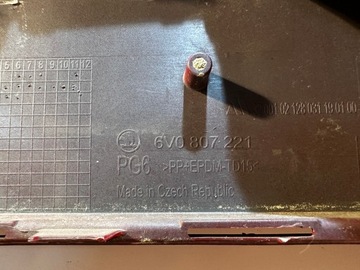 5 6 7 8 9 10 11 12
6V0 807 221
PG6 >PP+EPDM-TD15<
Made in Czech Republic